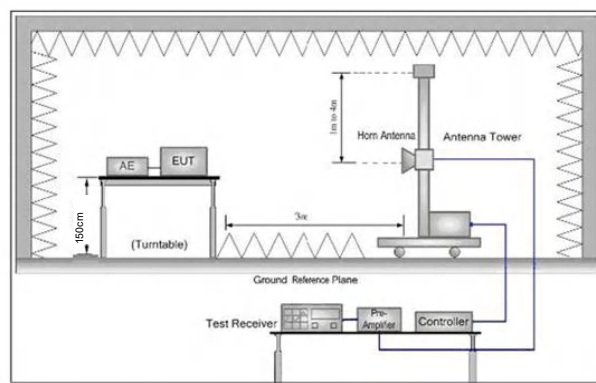 1m to 4m
Horn Antenna
Antenna Tower
AE
EUT
150cm
(Turntable)
3m
Ground Reference Plane
Test Receiver
Pre-
Amplifier
Controller